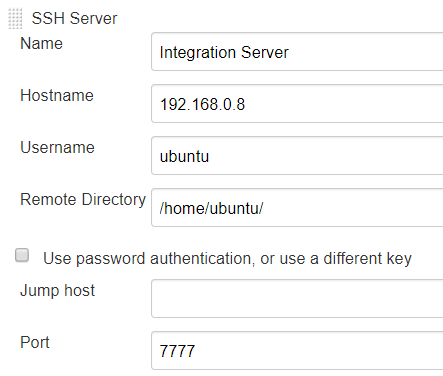 SSH Server
Name
Integration Server
Hostname
192.168.0.8
Username
ubuntu
Remote Directory
/home/ubuntu/
Use password authentication, or use a different key
Jump host
Port
7777